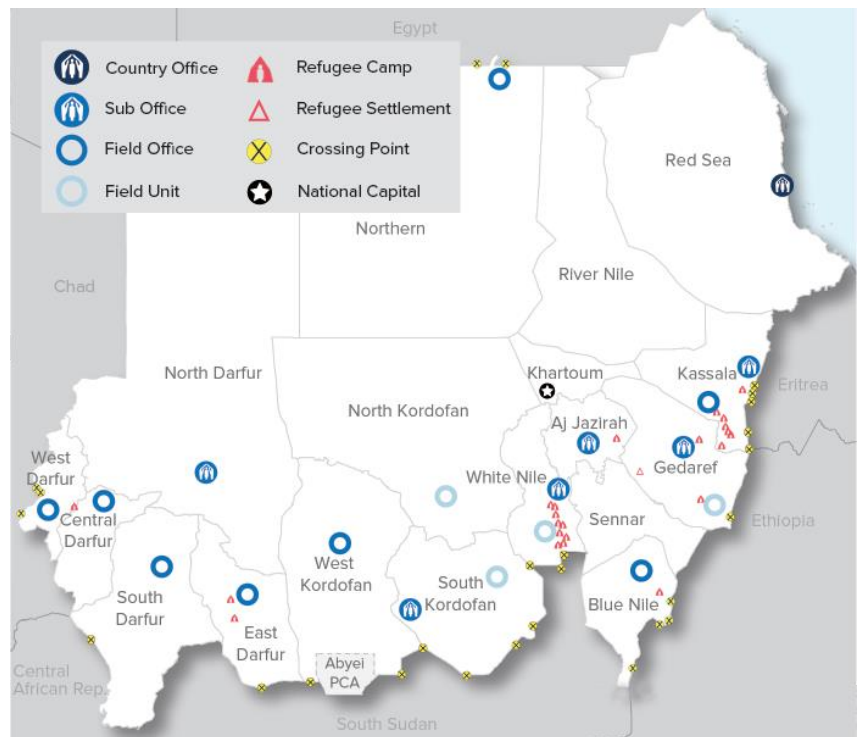 Egypt
Country Office
Refugee Camp
Sub Office
Refugee Settlement
Field Office
Crossing Point
Field Unit
National Capital
Red Sea
Northern
River Nile
Chad
North Darfur
Khartoum
Kassala
Eritrea
North Kordofan
Aj Jazirah
West
Darfur
White Nile
Gedaref
Central
Darfur
Sennar
Ethiopia
West
Kordofan
South
Kordofan
South
Darfur
Blue Nile
East
Darfur
Abyei
PCA
Central
African Rep.
South Sudan